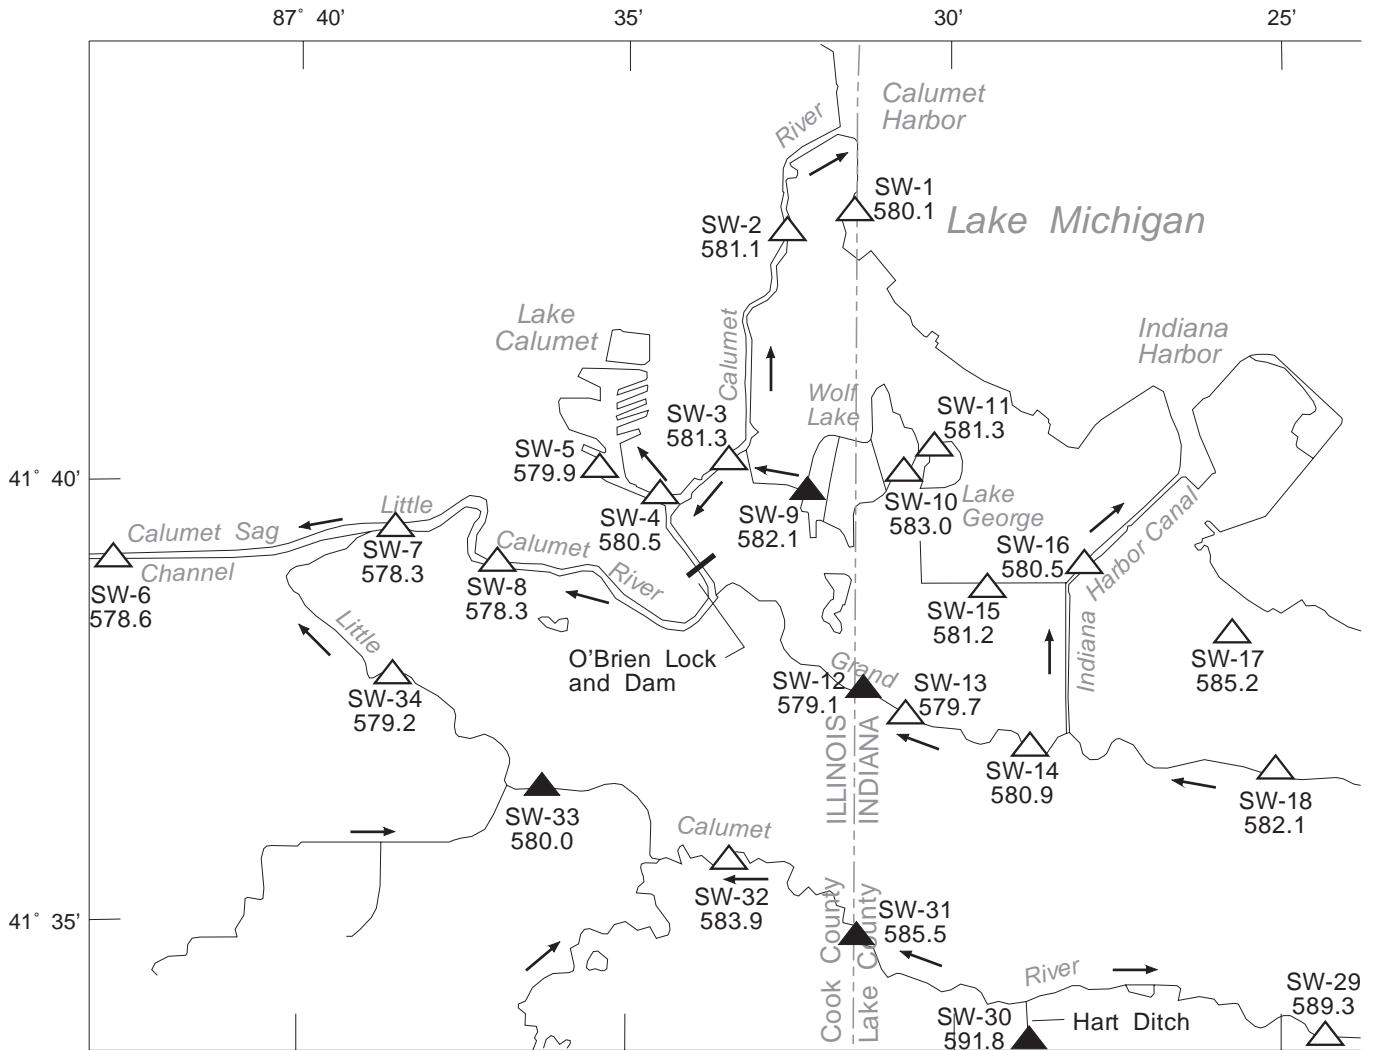 87° 40’
35’
30’
25’
Calumet
Harbor
River
SW-1
580.1
Lake Michigan
SW-2
581.1
Lake
Calumet
Calumet
Indiana
Harbor
Wolf
Lake
SW-3
581.3
SW-11
581.3
SW-5
579.9
41° 40’
SW-4
580.5
SW-9
582.1
SW-10
583.0
Lake
George
Little
Calumet Sag
Channel
SW-7
578.3
SW-6
578.6
Calumet
River
SW-8
578.3
SW-16
580.5
Indiana
Harbor Canal
SW-15
581.2
SW-17
585.2
Little
O’Brien Lock
and Dam
Grand
SW-12
579.1
SW-13
579.7
SW-34
579.2
ILLINOIS
INDIANA
SW-14
580.9
SW-18
582.1
SW-33
580.0
Calumet
SW-32
583.9
41° 35’
Cook County
Lake County
SW-31
585.5
River
SW-29
589.3
SW-30
591.8
Hart Ditch